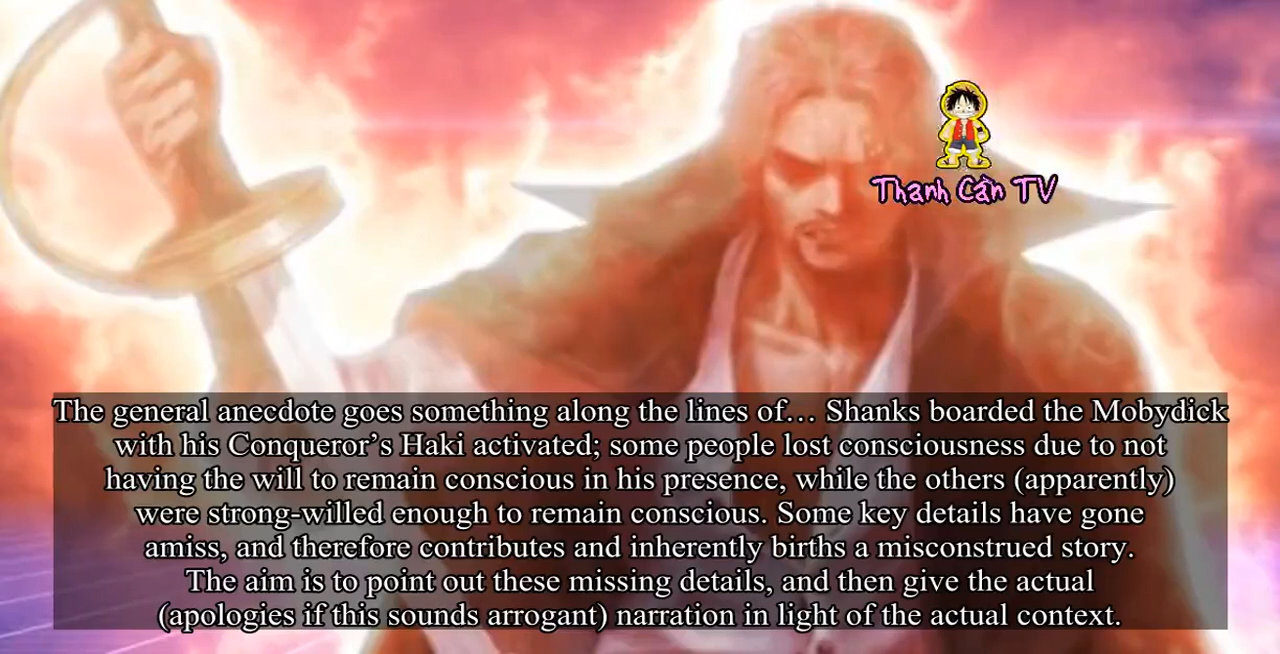 Thanh Cần TV
The general anecdote goes something along the lines of… Shanks boarded the Mobydick
with his Conqueror’s Haki activated; some people lost consciousness due to not
having the will to remain conscious in his presence, while the others (apparently)
were strong-willed enough to remain conscious. Some key details have gone
amiss, and therefore contributes and inherently births a misconstrued story.
The aim is to point out these missing details, and then give the actual
(apologies if this sounds arrogant) narration in light of the actual context.